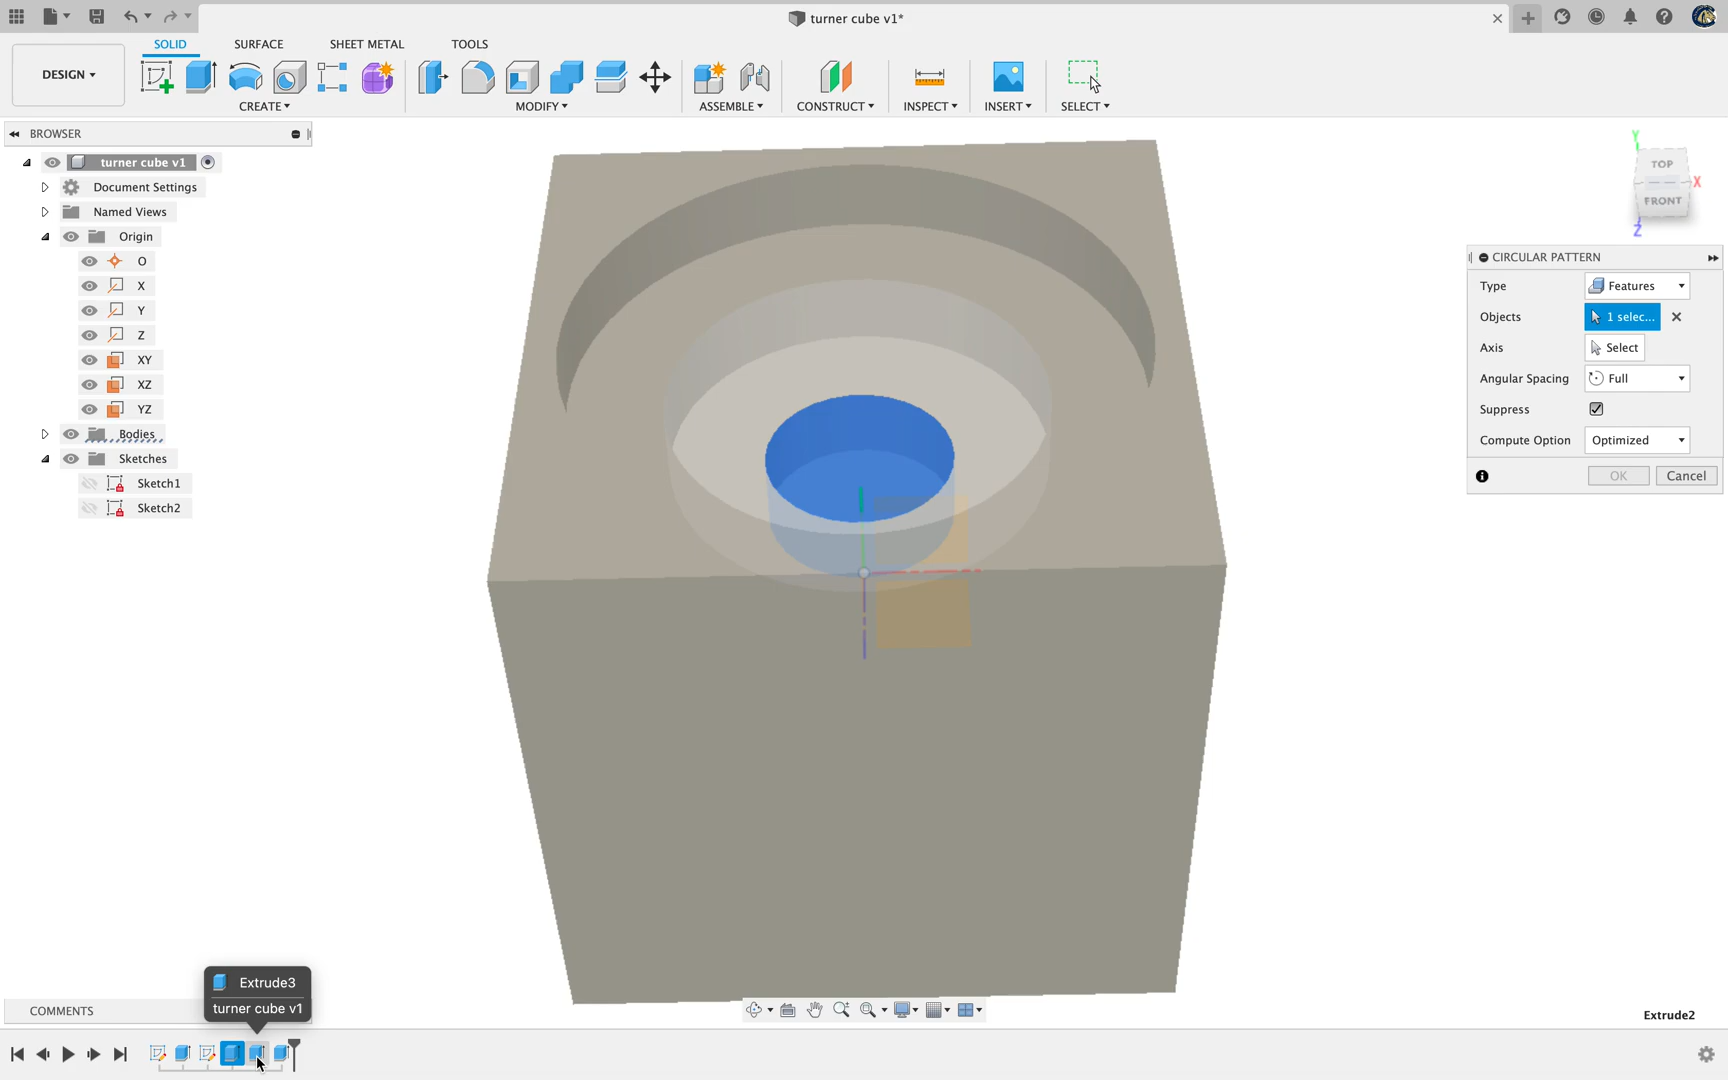 turner cube v1*
SOLID
SURFACE
SHEET METAL
TOOLS
DESIGN
CREATE
MODIFY
ASSEMBLE
CONSTRUCT
INSPECT
INSERT
SELECT
BROWSER
turner cube v1
Document Settings
Named Views
Origin
O
X
Y
Z
XY
XZ
YZ
Bodies
Sketches
Sketch1
Sketch2
Y
TOP
X
FRONT
Z
CIRCULAR PATTERN
Type
Features
Objects
1 selec...
Axis
Select
Angular Spacing
Full
Suppress
Compute Option
Optimized
OK
Cancel
Extrude3
turner cube v1
COMMENTS
Extrude2